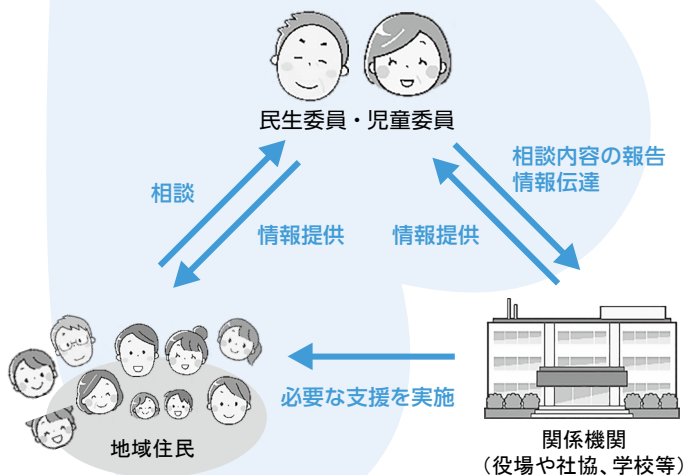 民生委員・児童委員
相談
情報提供
情報提供
相談内容の報告
情報伝達
必要な支援を実施
地域住民
関係機関
（役場や社協、学校等）